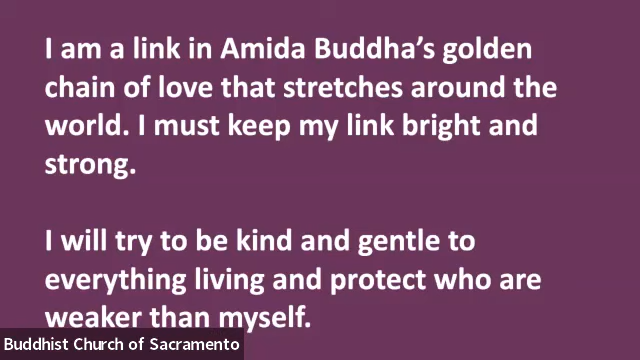 I am a link in Amida Buddha's golden
chain of love that stretches around the
world. I must keep my link bright and
strong.
I will try to be kind and gentle to
everything living and protect who are
weaker than myself.
Buddhist Church of Sacramento